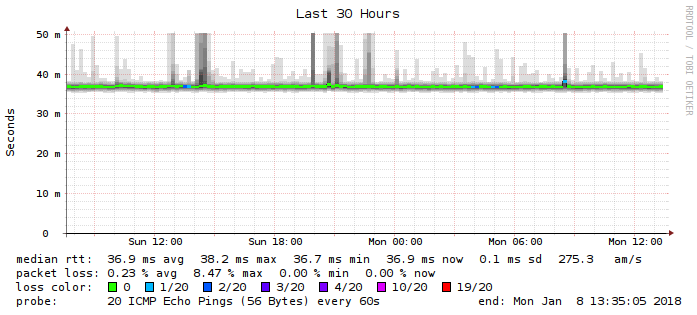 Last 30 Hours
RRDTOOL / TOBI OETIKER
Seconds
50 m
40 m
30 m
20 m
10 m
0
Sun 12:00 Sun 18:00 Mon 00:00 Mon 06:00 Mon 12:00
median rtt: 36.9 ms avg 38.2 ms max 36.7 ms min 36.9 ms now 0.1 ms sd 275.3 am/s
packet loss: 0.23 % avg 8.47 % max 0.00 % min 0.00 % now
loss color: 0 1/20 2/20 3/20 4/20 10/20 19/20
probe: 20 ICMP Echo Pings (56 Bytes) every 60s end: Mon Jan 8 13:35:05 2018